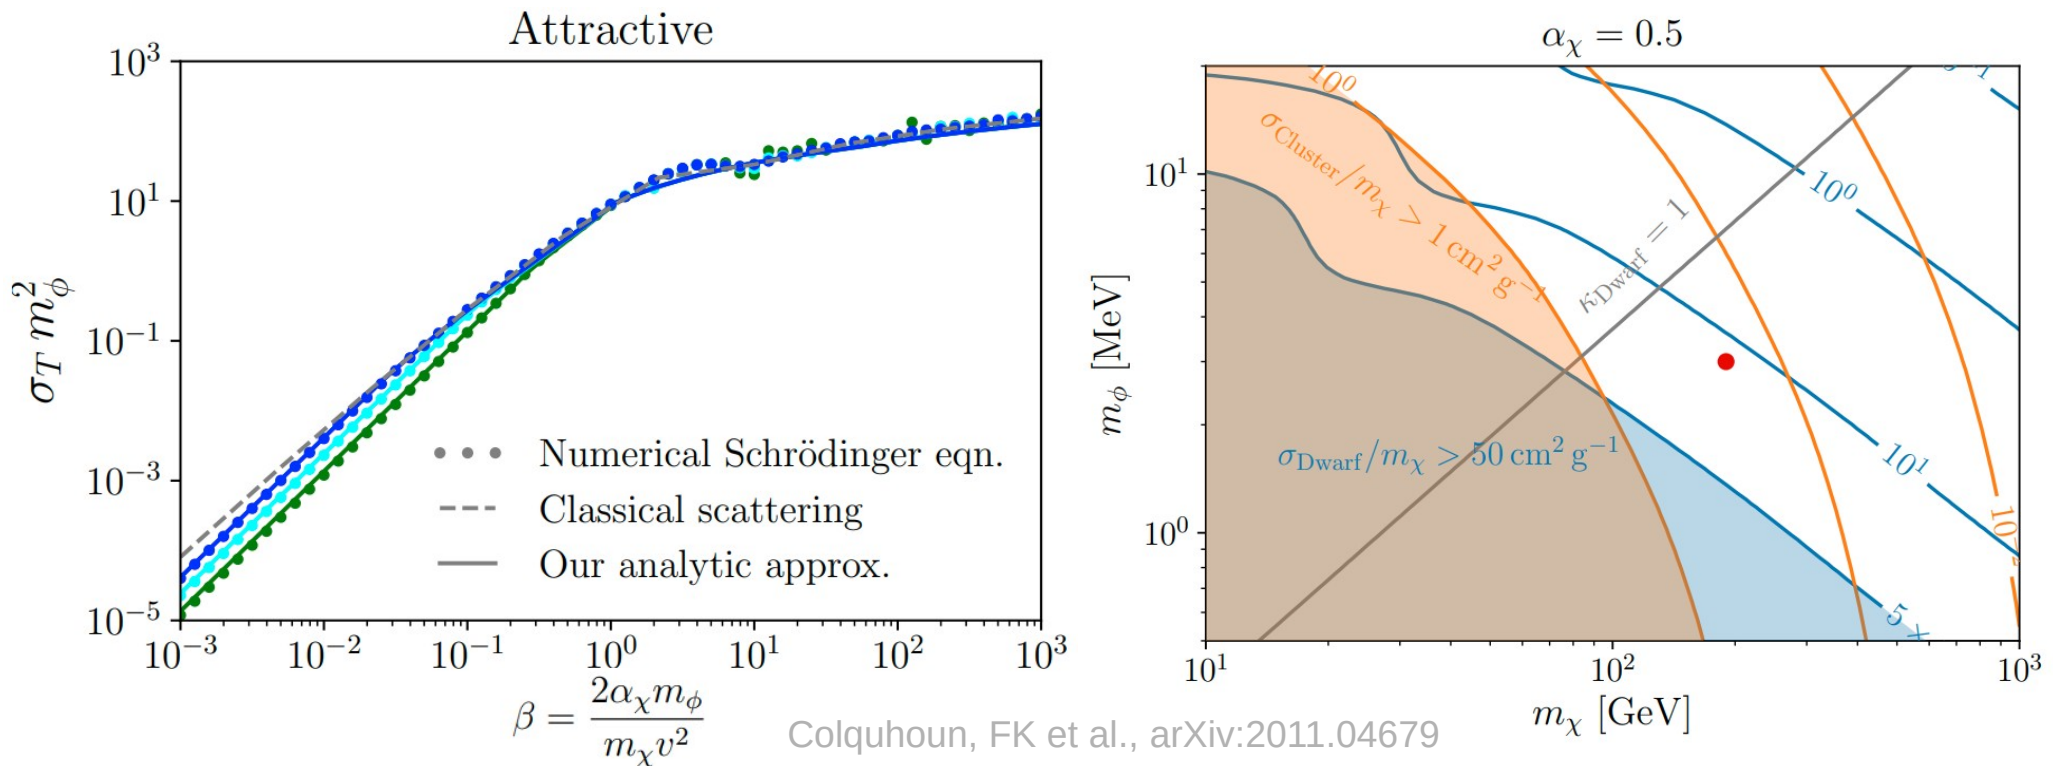 Attractive
10³
10¹
10⁻¹
10⁻³
10⁻⁵
σ_T m_ϕ²
Numerical Schrödinger eqn.
Classical scattering
Our analytic approx.
10⁻³ 10⁻² 10⁻¹ 10⁰ 10¹ 10² 10³
β = 2α_χ m_ϕ / m_χ v²
α_χ = 0.5
10⁰
σ_Cluster/m_χ > 1 cm² g⁻¹
κ_Dwarf = 1
10⁰
σ_Dwarf/m_χ > 50 cm² g⁻¹
10¹
5 ×
10¹
10⁰
m_ϕ [MeV]
10¹ 10² 10³
m_χ [GeV]
Colquhoun, FK et al., arXiv:2011.04679